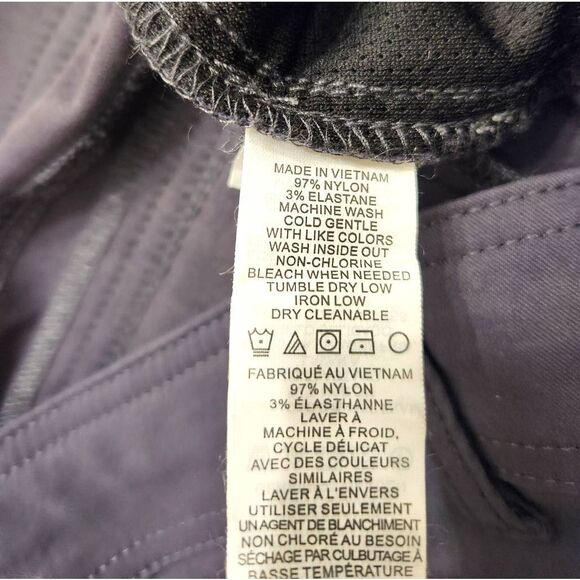 MADE IN VIETNAM
97% NYLON
3% ELASTANE
MACHINE WASH
COLD GENTLE
WITH LIKE COLORS
WASH INSIDE OUT
NON-CHLORINE
BLEACH WHEN NEEDED
TUMBLE DRY LOW
IRON LOW
DRY CLEANABLE
FABRIQUÉ AU VIETNAM
97% NYLON
3% ÉLASTHANNE
LAVER À
MACHINE À FROID,
CYCLE DÉLICAT
AVEC DES COULEURS
SIMILAIRES
LAVER À L'ENVERS
UTILISER SEULEMENT
UN AGENT DE BLANCHIMENT
NON CHLORÉ AU BESOIN
SÉCHAGE PAR CULBUTAGE À
BASSE TEMPÉRATURE